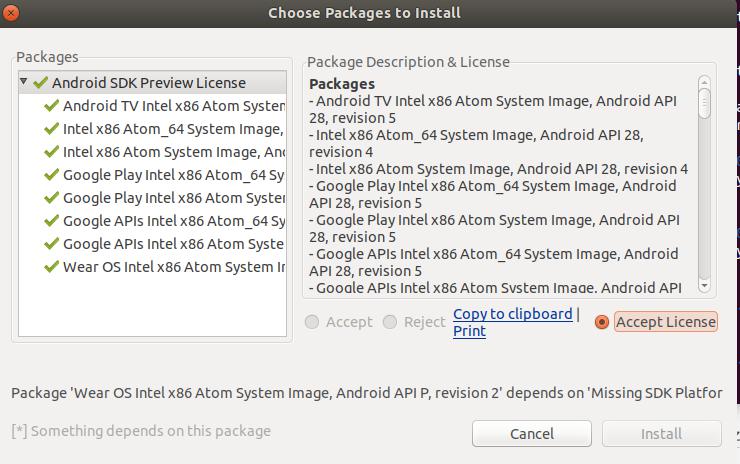 Choose Packages to Install
Packages
Android SDK Preview License
Android TV Intel x86 Atom System
Intel x86 Atom_64 System Image,
Intel x86 Atom System Image, And
Google Play Intel x86 Atom_64 Sy
Google Play Intel x86 Atom System
Google APIs Intel x86 Atom_64 Sy
Google APIs Intel x86 Atom Syste
Wear OS Intel x86 Atom System I
Package Description & License
Packages
- Android TV Intel x86 Atom System Image, Android API
28, revision 5
- Intel x86 Atom_64 System Image, Android API 28,
revision 4
- Intel x86 Atom System Image, Android API 28, revision 4
- Google Play Intel x86 Atom_64 System Image, Android
API 28, revision 5
- Google Play Intel x86 Atom System Image, Android API
28, revision 5
- Google APIs Intel x86 Atom_64 System Image, Android
API 28, revision 5
- Google APIs Intel x86 Atom System Image, Android API
Accept
Reject
Copy to clipboard |
Print
Accept License
Package 'Wear OS Intel x86 Atom System Image, Android API P, revision 2' depends on 'Missing SDK Platfor
[*] Something depends on this package
Cancel
Install